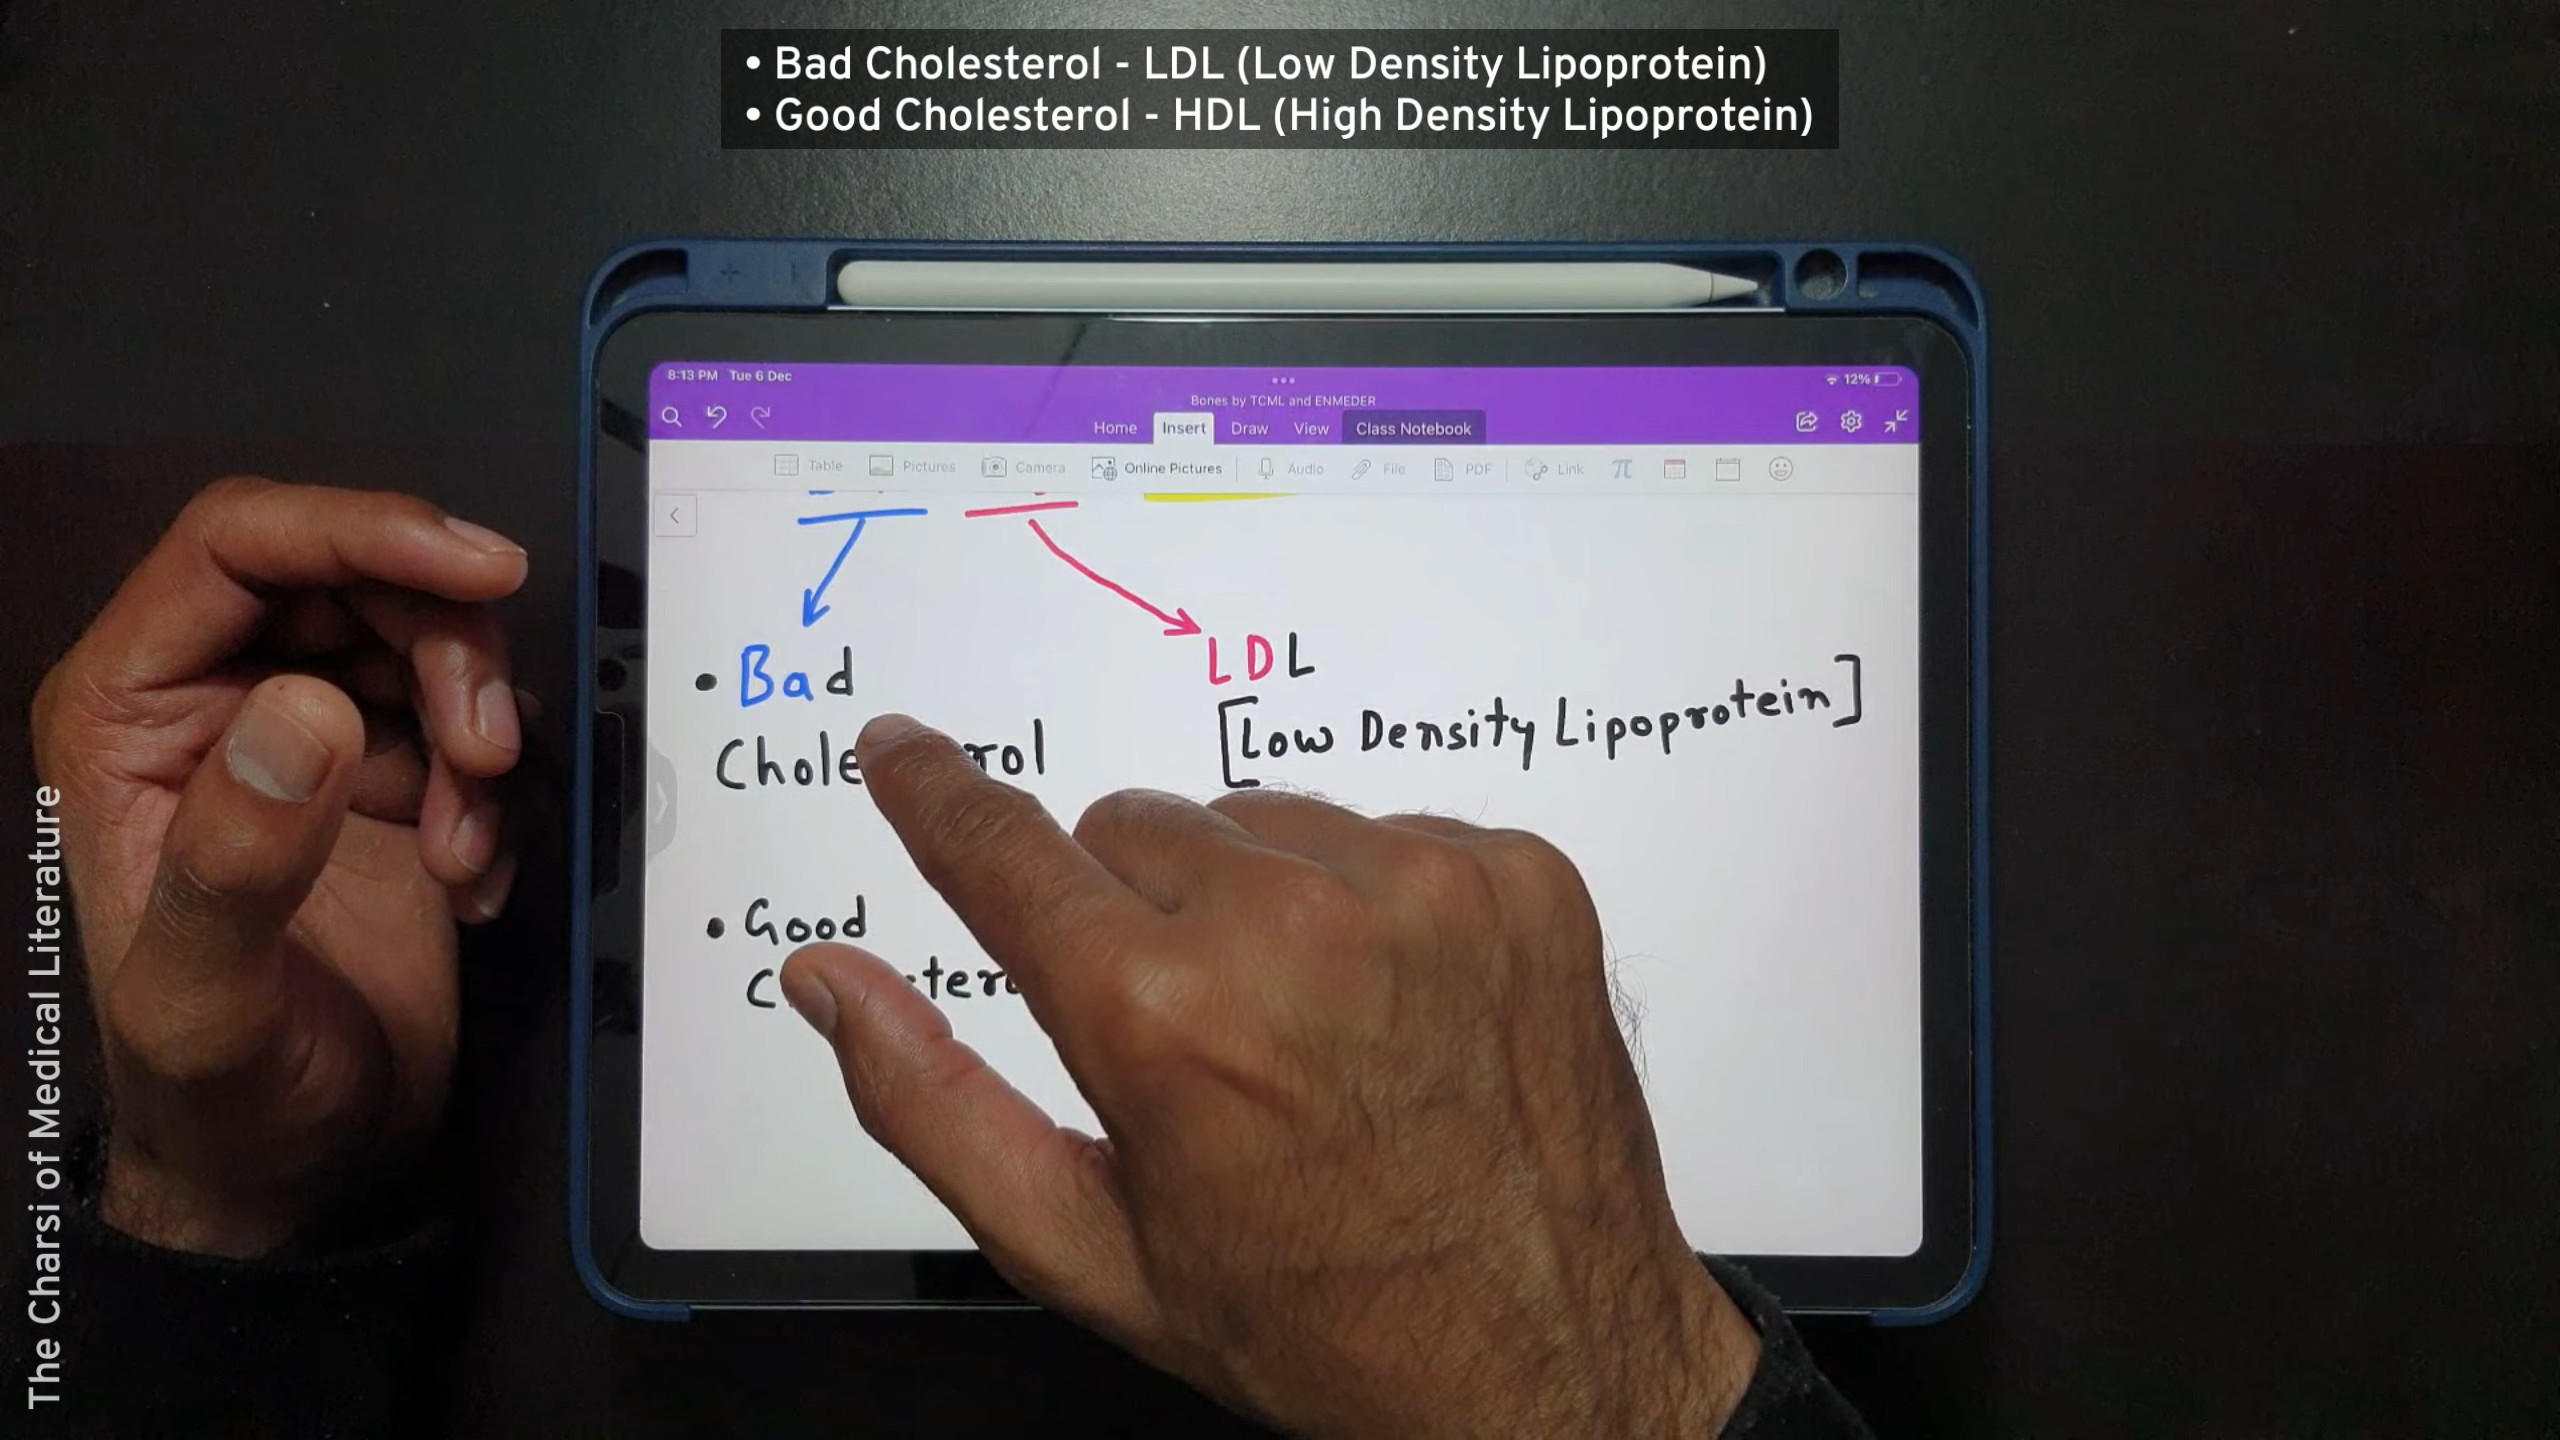 • Bad Cholesterol - LDL (Low Density Lipoprotein)
• Good Cholesterol - HDL (High Density Lipoprotein)
8:13 PM Tue 6 Dec
12%
Bones by TCML and ENMEDER
Home Insert Draw View Class Notebook
Table Pictures Camera Online Pictures Audio File PDF Link π
• Bad
LDL
[Low Density Lipoprotein]
• Good
The Charsi of Medical Literature